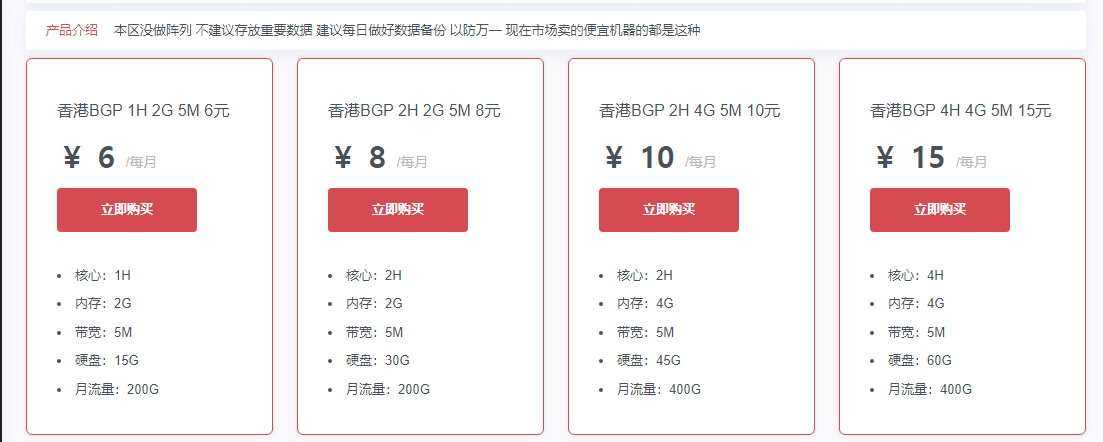 产品介绍 本区没做阵列 不建议存放重要数据 建议每日做好数据备份 以防万一 现在市场卖的便宜机器的都是这种
香港BGP 1H 2G 5M 6元
¥ 6 /每月
立即购买
核心：1H
内存：2G
带宽：5M
硬盘：15G
月流量：200G
香港BGP 2H 2G 5M 8元
¥ 8 /每月
立即购买
核心：2H
内存：2G
带宽：5M
硬盘：30G
月流量：200G
香港BGP 2H 4G 5M 10元
¥ 10 /每月
立即购买
核心：2H
内存：4G
带宽：5M
硬盘：45G
月流量：400G
香港BGP 4H 4G 5M 15元
¥ 15 /每月
立即购买
核心：4H
内存：4G
带宽：5M
硬盘：60G
月流量：400G